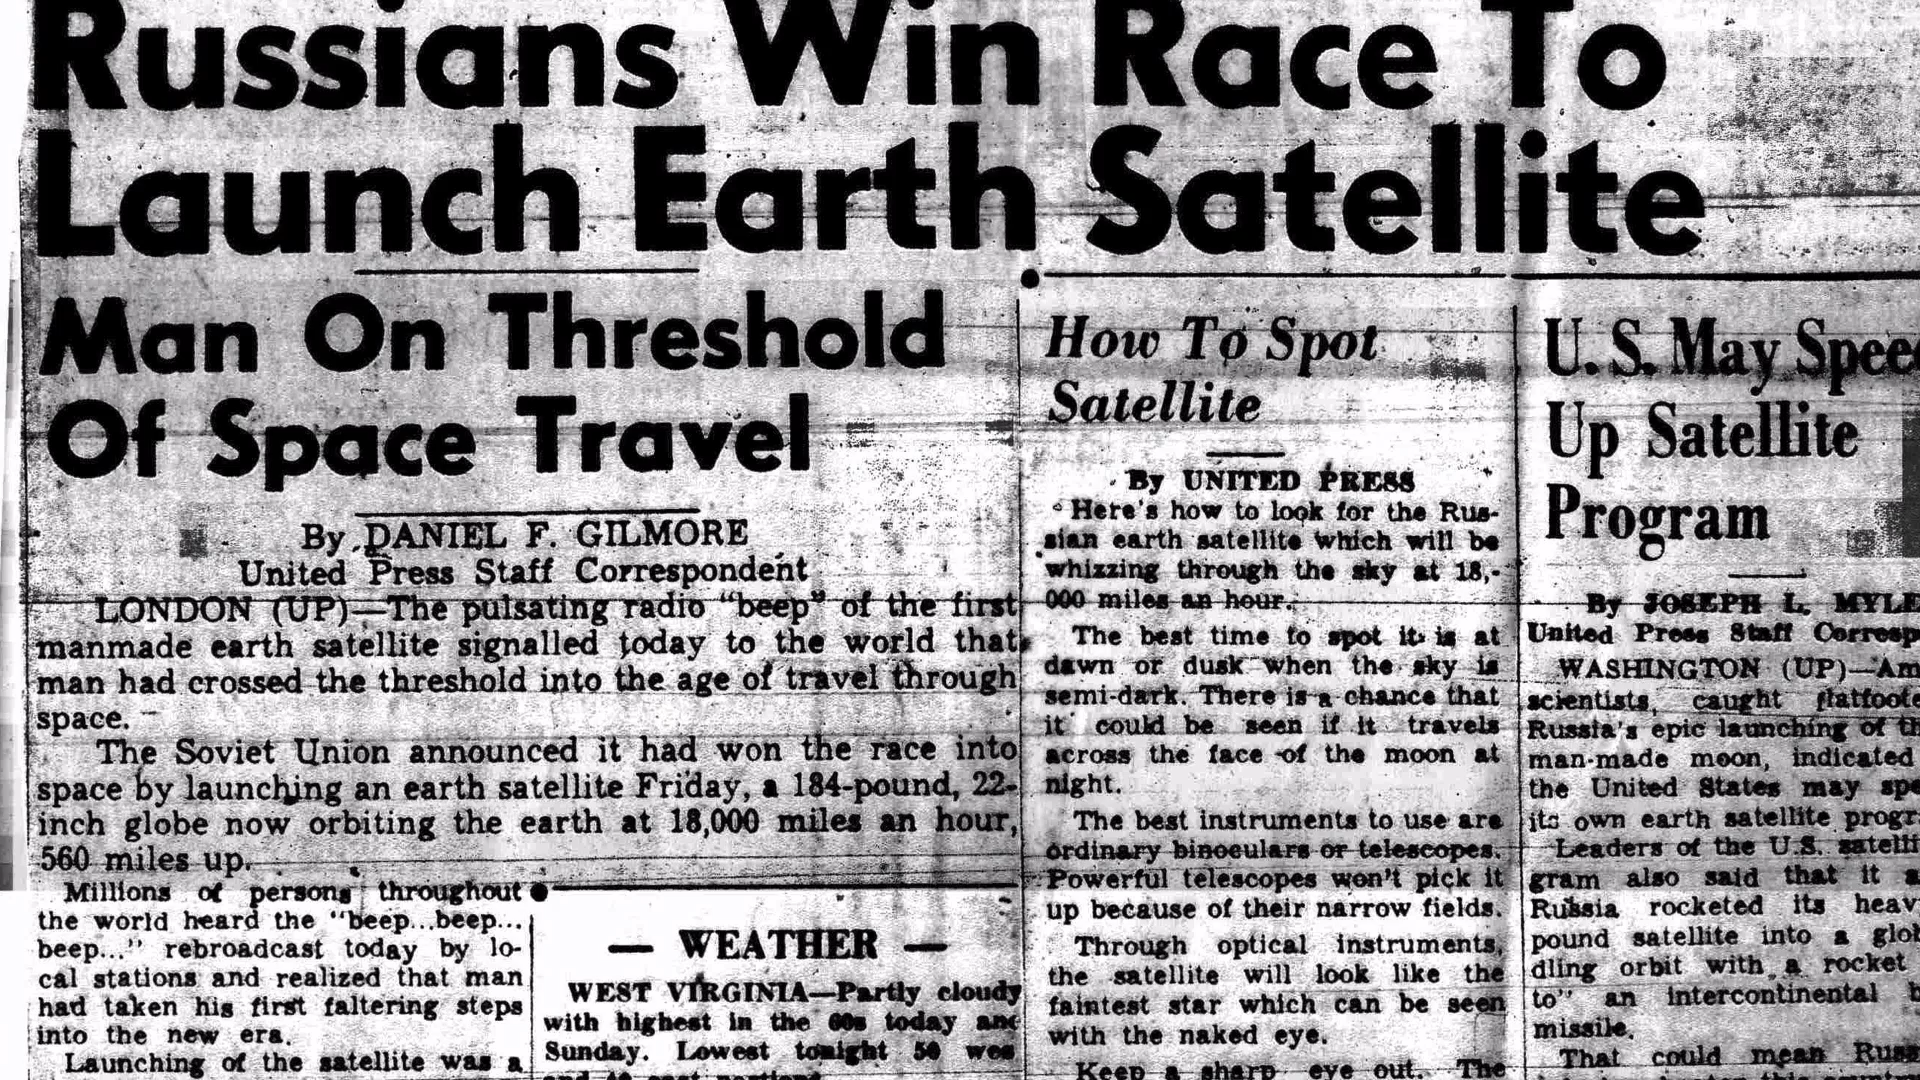 Russians Win Race To
Launch Earth Satellite
Man On Threshold
Of Space Travel
By DANIEL F. GILMORE
United Press Staff Correspondent
LONDON (UP)—The pulsating radio "beep" of the first
manmade earth satellite signalled today to the world that
man had crossed the threshold into the age of travel through
space.
The Soviet Union announced it had won the race into
space by launching an earth satellite Friday, a 184-pound, 22-
inch globe now orbiting the earth at 18,000 miles an hour,
560 miles up.
Millions of persons throughout
the world heard the "beep...beep...
beep..." rebroadcast today by lo-
cal stations and realized that man
had taken his first faltering steps
into the new era.
Launching of the satellite was a
— WEATHER —
WEST VIRGINIA—Partly cloudy
with highest in the 60s today and
Sunday. Lowest tonight 50
How To Spot
Satellite
By UNITED PRESS
Here's how to look for the Rus-
sian earth satellite which will be
whizzing through the sky at 18,-
000 miles an hour.
The best time to spot it is at
dawn or dusk when the sky is
semi-dark. There is a chance that
it could be seen if it travels
across the face of the moon at
night.
The best instruments to use are
ordinary binoculars or telescopes.
Powerful telescopes won't pick it
up because of their narrow fields.
Through optical instruments,
the satellite will look like the
faintest star which can be seen
with the naked eye.
Keep a sharp eye out. The
U. S. May Speed
Up Satellite
Program
By JOSEPH L. MYLE
United Press Staff Corresp
WASHINGTON (UP)—Am
scientists, caught flatfoote
Russia's epic launching of th
man-made moon, indicated
the United States may spe
its own earth satellite progr
Leaders of the U.S. satelli
gram also said that it a
Russia rocketed its heav
pound satellite into a glob
dling orbit with a rocket
to" an intercontinental b
missile.
That could mean Russ